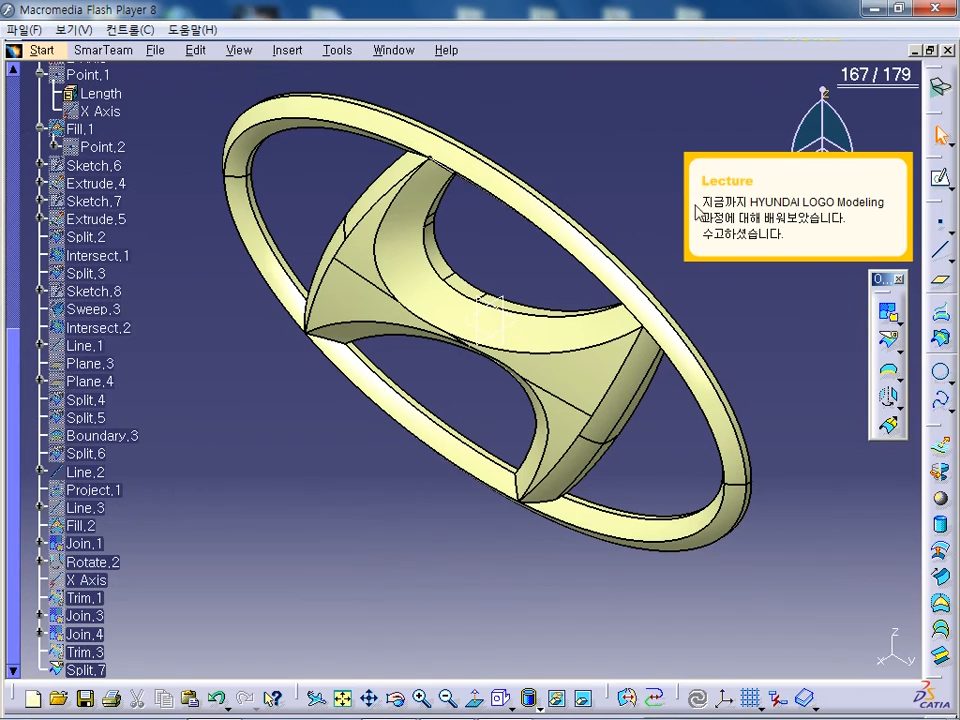 Macromedia Flash Player 8
파일(F) 보기(V) 컨트롤(C) 도움말(H)
Start SmarTeam File Edit View Insert Tools Window Help
167 / 179
Point,1
Length
X Axis
Fill,1
Point,2
Sketch,6
Extrude,4
Sketch,7
Extrude,5
Split,2
Intersect,1
Split,3
Sketch,8
Sweep,3
Intersect,2
Line,1
Plane,3
Plane,4
Split,4
Split,5
Boundary,3
Split,6
Line,2
Project,1
Line,3
Fill,2
Join,1
Rotate,2
X Axis
Trim,1
Join,3
Join,4
Trim,3
Split,7
z
Lecture
지금까지 HYUNDAI LOGO Modeling
과정에 대해 배워보았습니다.
수고하셨습니다.
O...
z
x y
CATIA